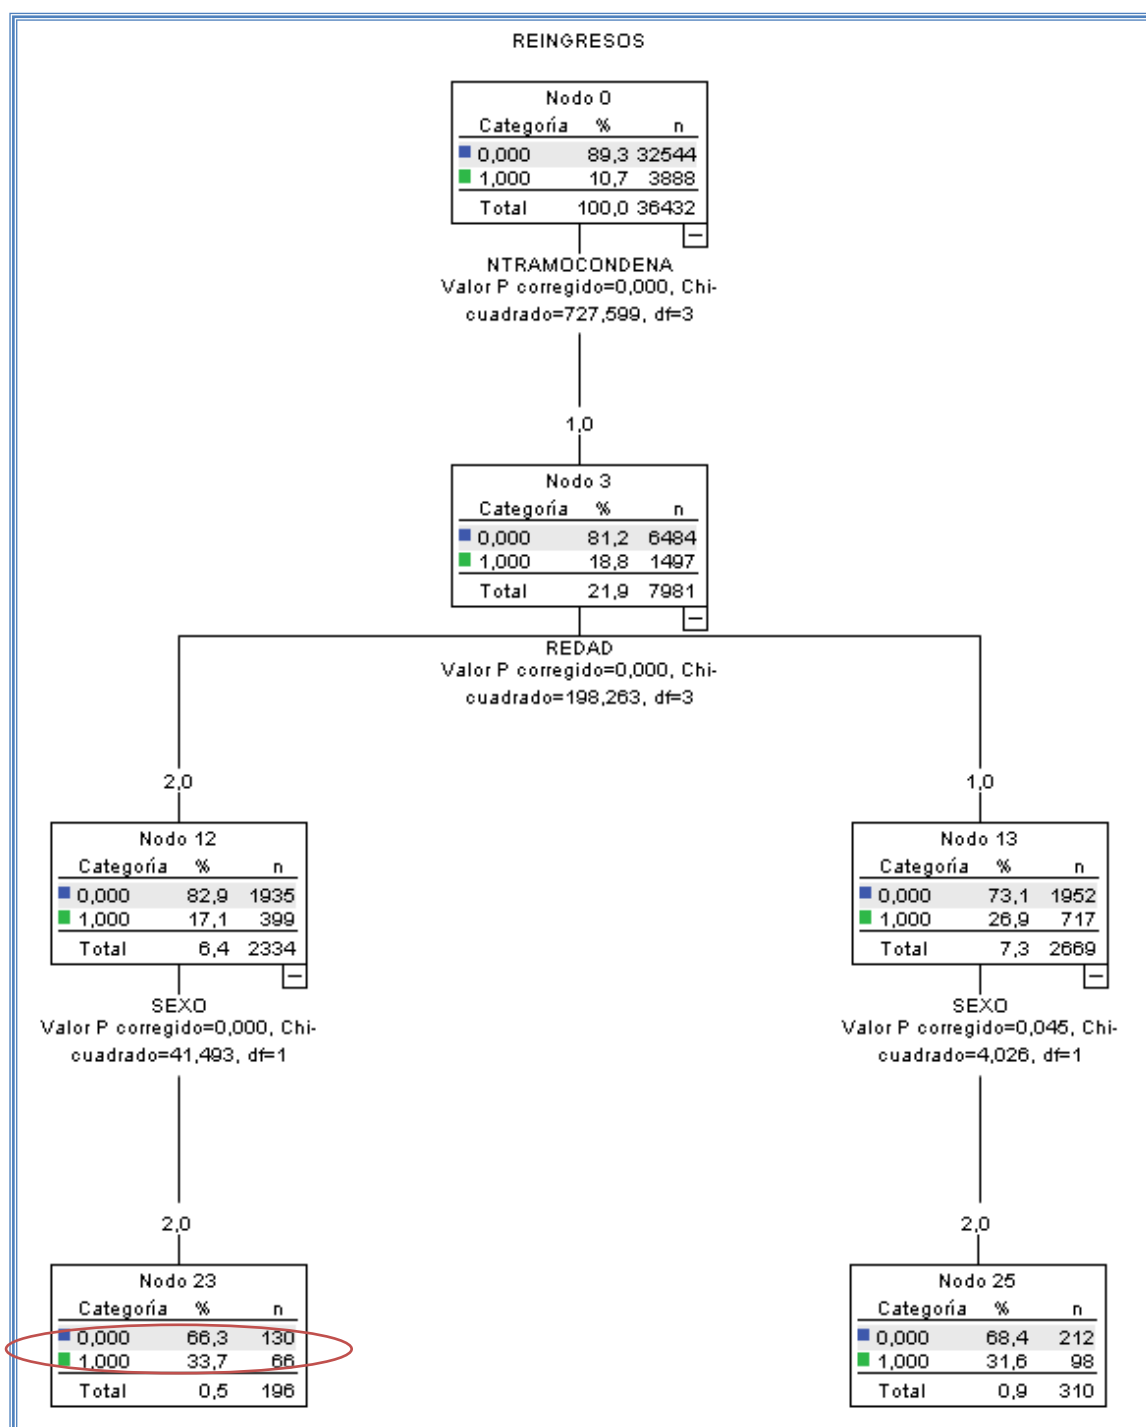 REINGRESOS
Nodo 0
Categoría % n
0,000 89,3 32544
1,000 10,7 3888
Total 100,0 36432
NTRAMOCONDENA
Valor P corregido=0,000, Chi-
cuadrado=727,599, df=3
1,0
Nodo 3
Categoría % n
0,000 81,2 6484
1,000 18,8 1497
Total 21,9 7981
REDAD
Valor P corregido=0,000, Chi-
cuadrado=198,263, df=3
2,0
Nodo 12
Categoría % n
0,000 82,9 1935
1,000 17,1 399
Total 6,4 2334
SEXO
Valor P corregido=0,000, Chi-
cuadrado=41,493, df=1
2,0
Nodo 23
Categoría % n
0,000 66,3 130
1,000 33,7 66
Total 0,5 196
1,0
Nodo 13
Categoría % n
0,000 73,1 1952
1,000 26,9 717
Total 7,3 2669
SEXO
Valor P corregido=0,045, Chi-
cuadrado=4,026, df=1
2,0
Nodo 25
Categoría % n
0,000 68,4 212
1,000 31,6 98
Total 0,9 310